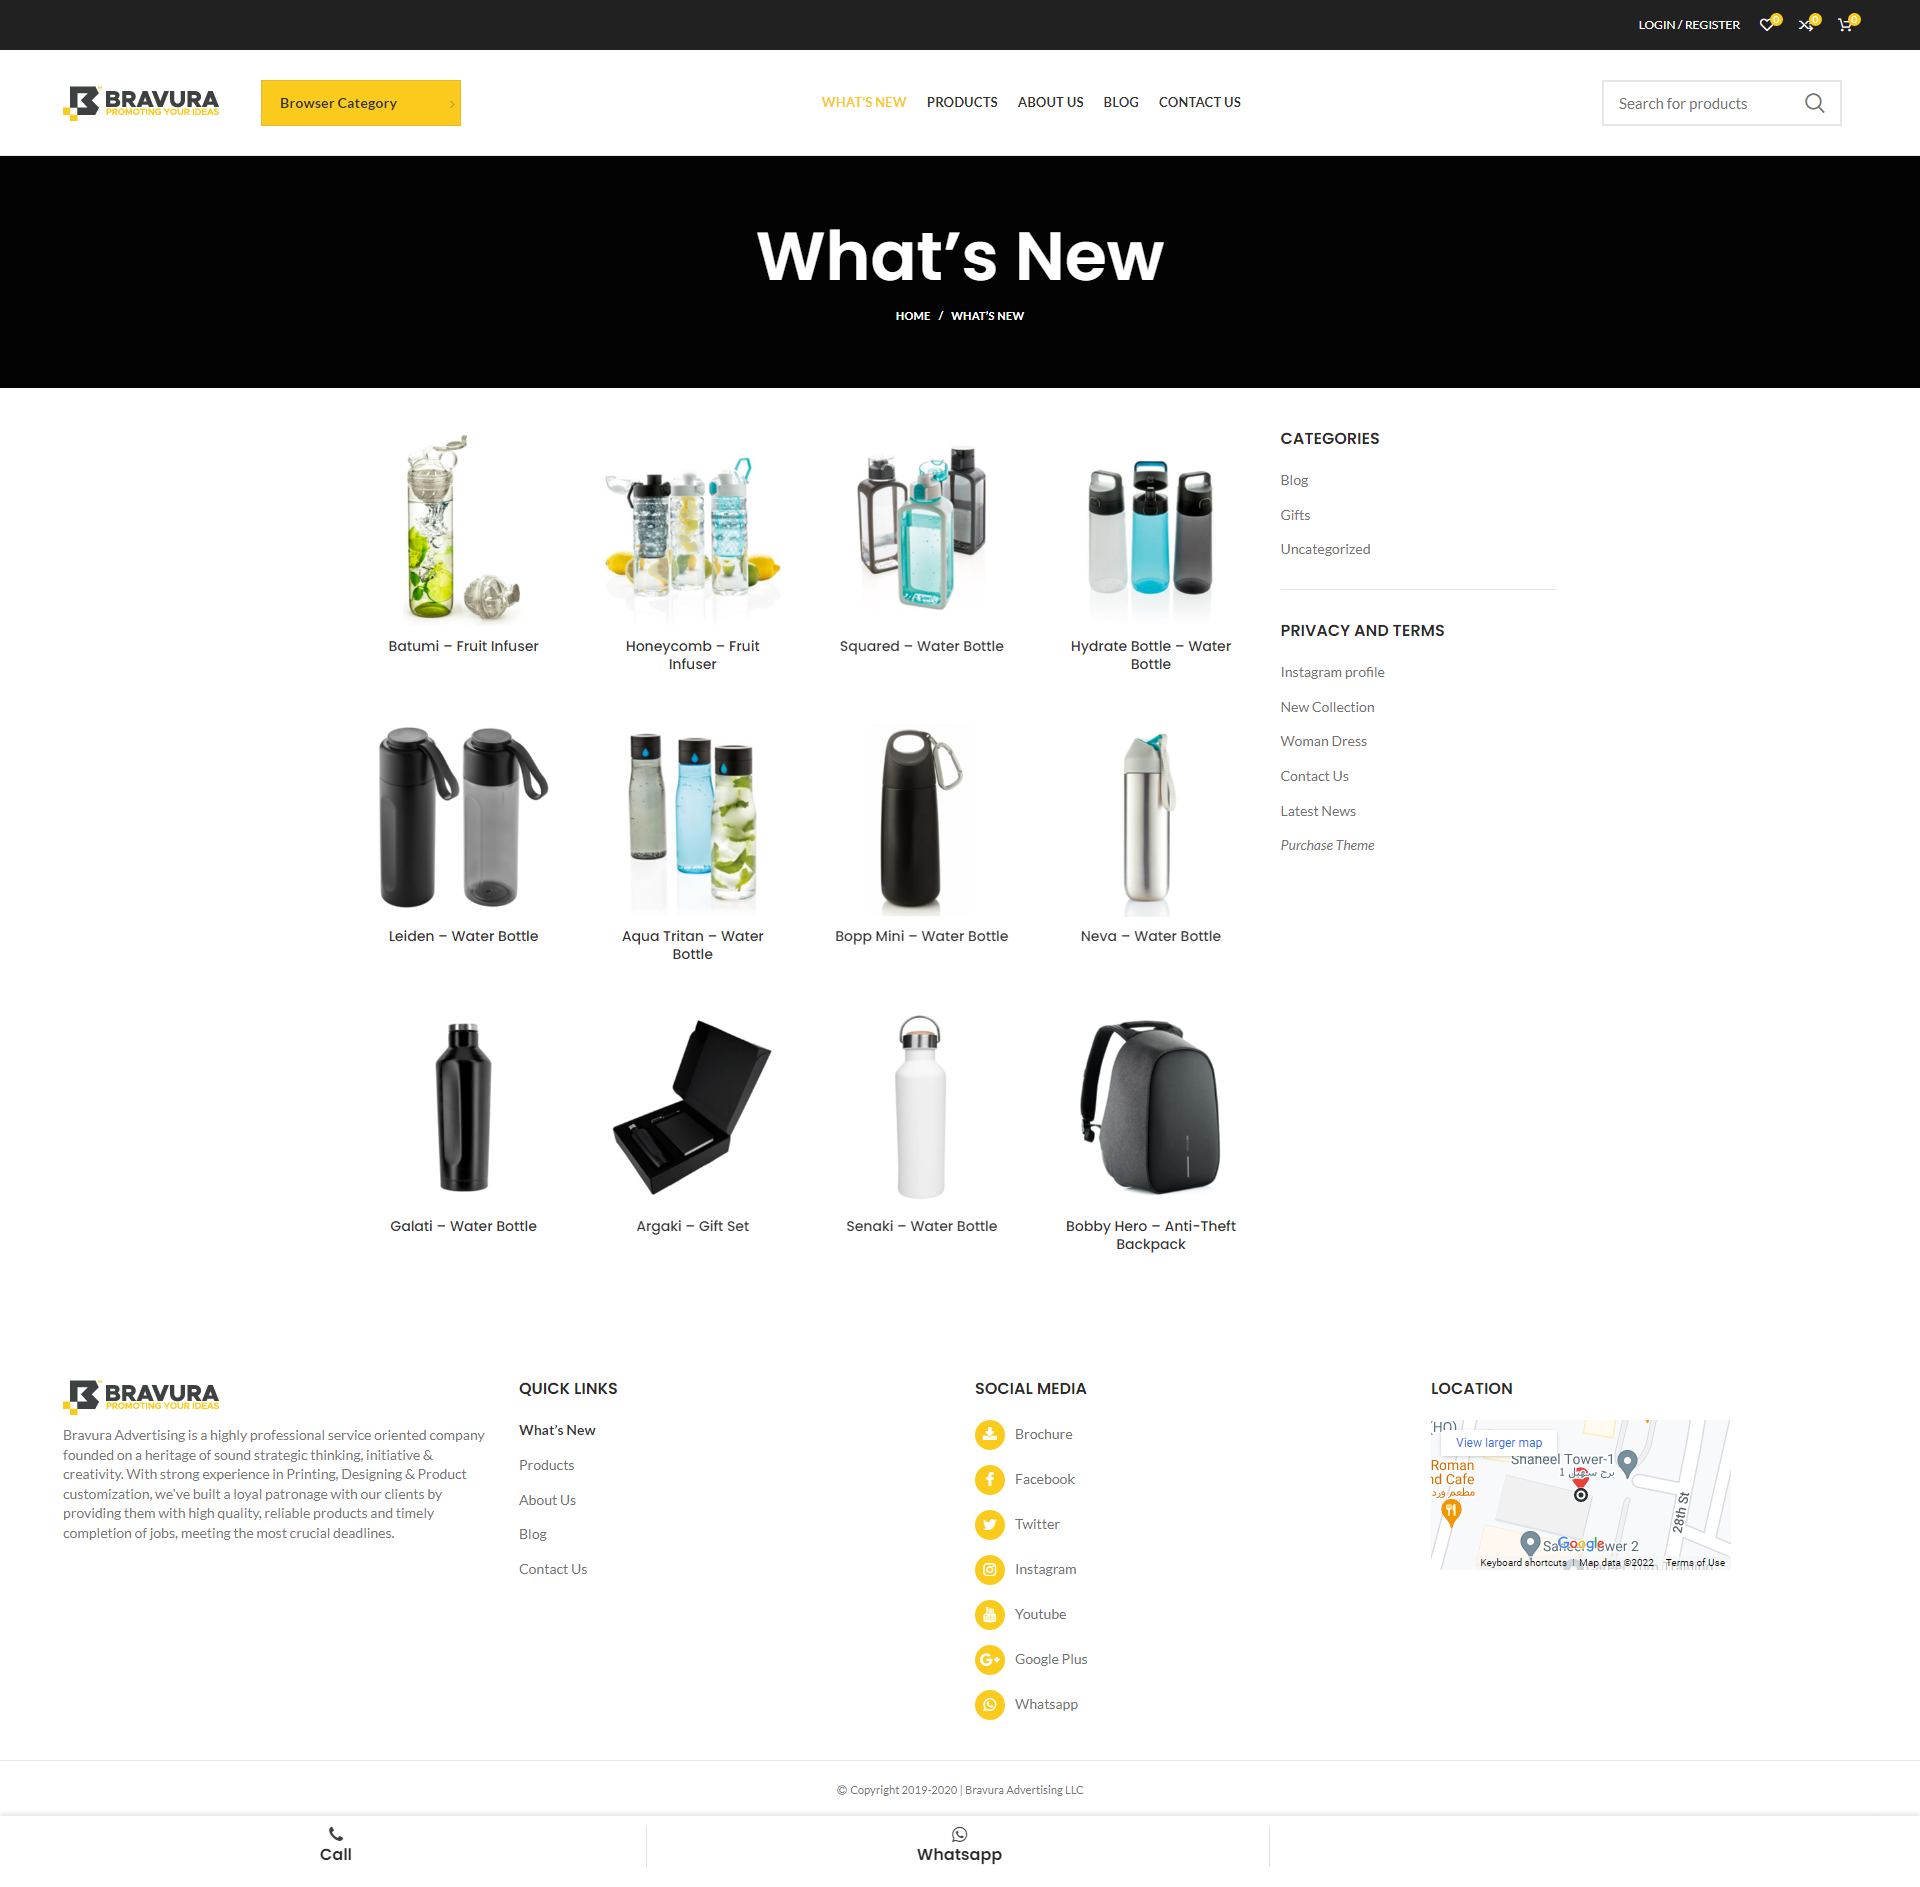 LOGIN / REGISTER
0
0
0
BRAVURA
PROMOTING YOUR IDEAS
Browser Category
WHAT'S NEW
PRODUCTS
ABOUT US
BLOG
CONTACT US
Search for products
What's New
HOME / WHAT'S NEW
Batumi – Fruit Infuser
Honeycomb – Fruit
Infuser
Squared – Water Bottle
Hydrate Bottle – Water
Bottle
Leiden – Water Bottle
Aqua Tritan – Water
Bottle
Bopp Mini – Water Bottle
Neva – Water Bottle
Galati – Water Bottle
Argaki – Gift Set
Senaki – Water Bottle
Bobby Hero – Anti-Theft
Backpack
CATEGORIES
Blog
Gifts
Uncategorized
PRIVACY AND TERMS
Instagram profile
New Collection
Woman Dress
Contact Us
Latest News
Purchase Theme
BRAVURA
PROMOTING YOUR IDEAS
Bravura Advertising is a highly professional service oriented company
founded on a heritage of sound strategic thinking, initiative &
creativity. With strong experience in Printing, Designing & Product
customization, we've built a loyal patronage with our clients by
providing them with high quality, reliable products and timely
completion of jobs, meeting the most crucial deadlines.
QUICK LINKS
What's New
Products
About Us
Blog
Contact Us
SOCIAL MEDIA
Brochure
Facebook
Twitter
Instagram
Youtube
Google Plus
Whatsapp
LOCATION
(HO)
View larger map
Shaheel Tower-1
برج سهيل 1
Roman
nd Cafe
مطعم ورد
28th St
Google
Tower 2
Keyboard shortcuts
Map data ©2022
Terms of Use
© Copyright 2019-2020 | Bravura Advertising LLC
Call
Whatsapp